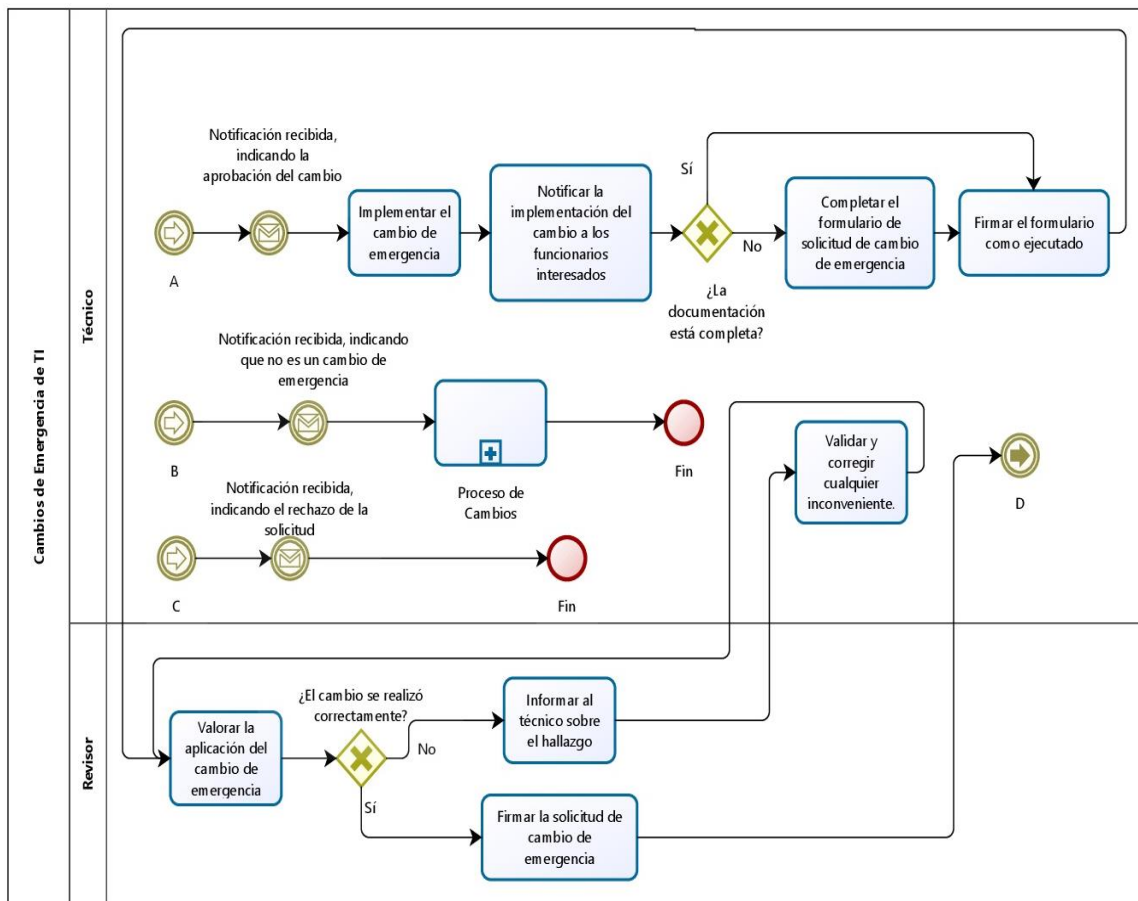 Cambios de Emergencia de TI
Técnico
Notificación recibida,
indicando la
aprobación del cambio
A
Implementar el
cambio de
emergencia
Notificar la
implementación del
cambio a los
funcionarios
interesados
Sí
No
¿La
documentación
está completa?
Completar el
formulario de
solicitud de cambio
de emergencia
Firmar el formulario
como ejecutado
Notificación recibida, indicando
que no es un cambio de
emergencia
B
Proceso de
Cambios
Fin
Validar y
corregir
cualquier
inconveniente.
D
Notificación recibida,
indicando el rechazo de la
solicitud
C
Fin
Revisor
Valorar la
aplicación del
cambio de
emergencia
¿El cambio se realizó
correctamente?
No
Sí
Informar al
técnico sobre
el hallazgo
Firmar la solicitud de
cambio de
emergencia